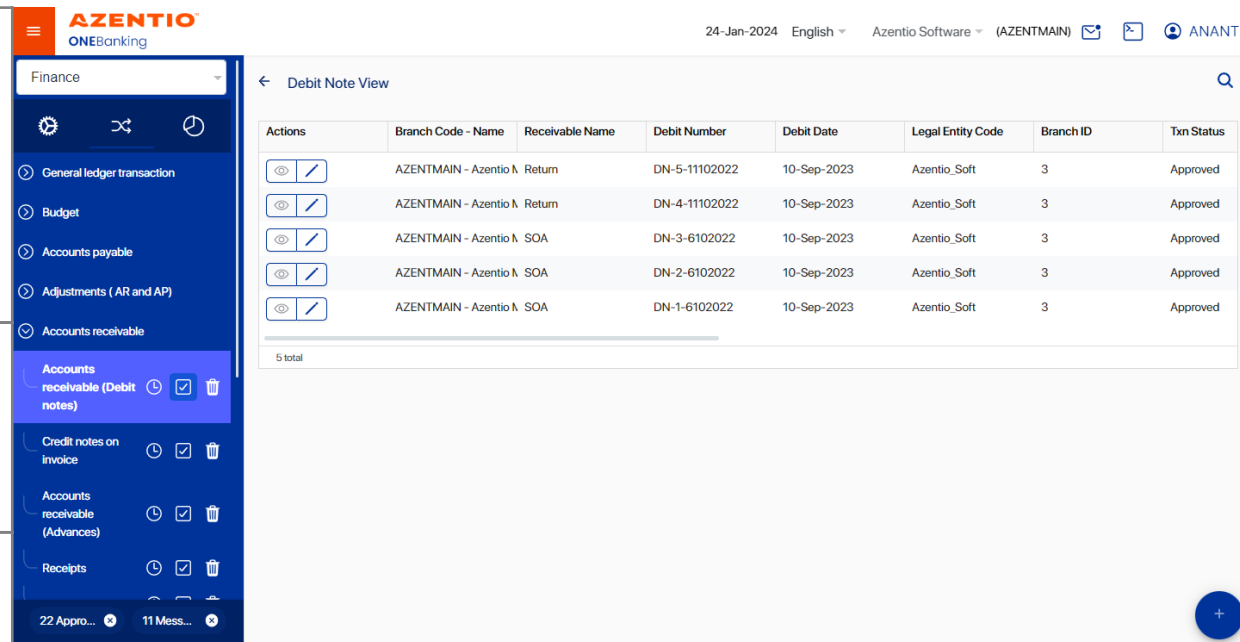 AZENTIO
ONEBanking
24-Jan-2024 English Azentio Software (AZENTMAIN) ANANT
Finance
Debit Note View
Actions Branch Code - Name Receivable Name Debit Number Debit Date Legal Entity Code Branch ID Txn Status
AZENTMAIN - Azentio Return DN-5-11102022 10-Sep-2023 Azentio_Soft 3 Approved
AZENTMAIN - Azentio Return DN-4-11102022 10-Sep-2023 Azentio_Soft 3 Approved
AZENTMAIN - Azentio SOA DN-3-6102022 10-Sep-2023 Azentio_Soft 3 Approved
AZENTMAIN - Azentio SOA DN-2-6102022 10-Sep-2023 Azentio_Soft 3 Approved
AZENTMAIN - Azentio SOA DN-1-6102022 10-Sep-2023 Azentio_Soft 3 Approved
5 total
General ledger transaction
Budget
Accounts payable
Adjustments ( AR and AP)
Accounts receivable
Accounts
receivable (Debit
notes)
Credit notes on
invoice
Accounts
receivable
(Advances)
Receipts
22 Appro... 11 Mess...